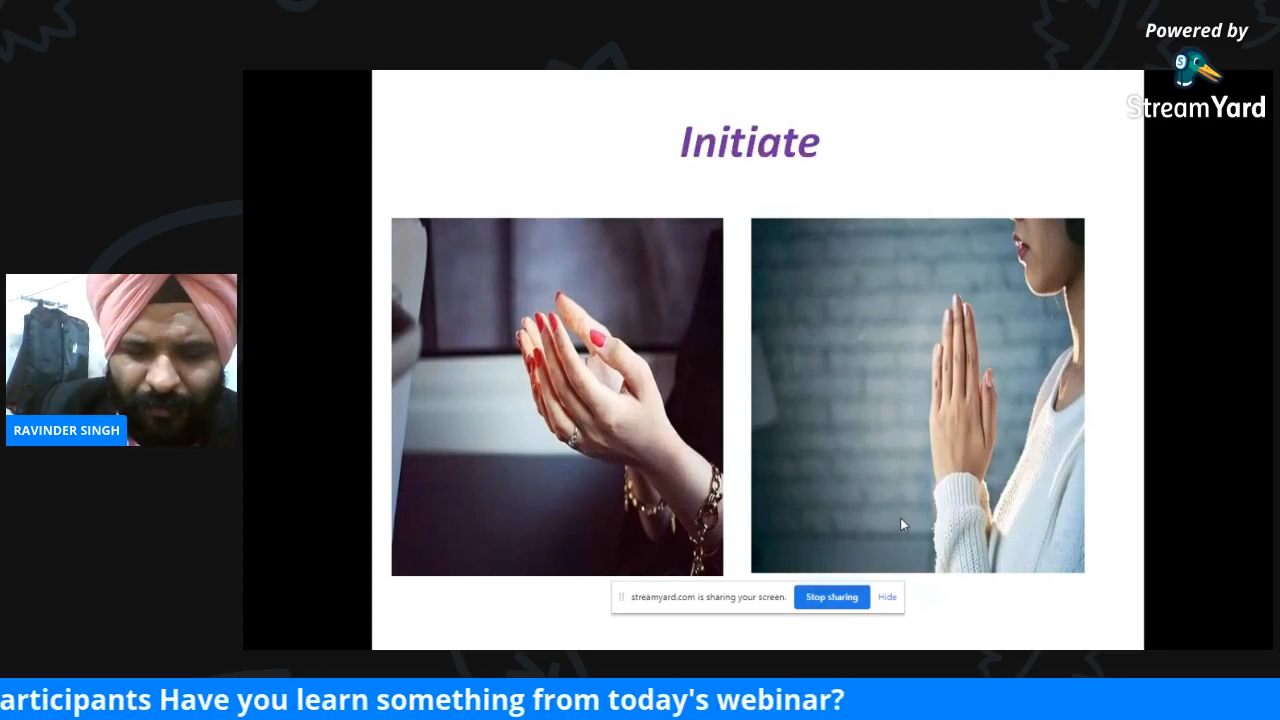 Powered by
StreamYard
Initiate
RAVINDER SINGH
streamyard.com is sharing your screen.
Stop sharing
Hide
articipants Have you learn something from today's webinar?